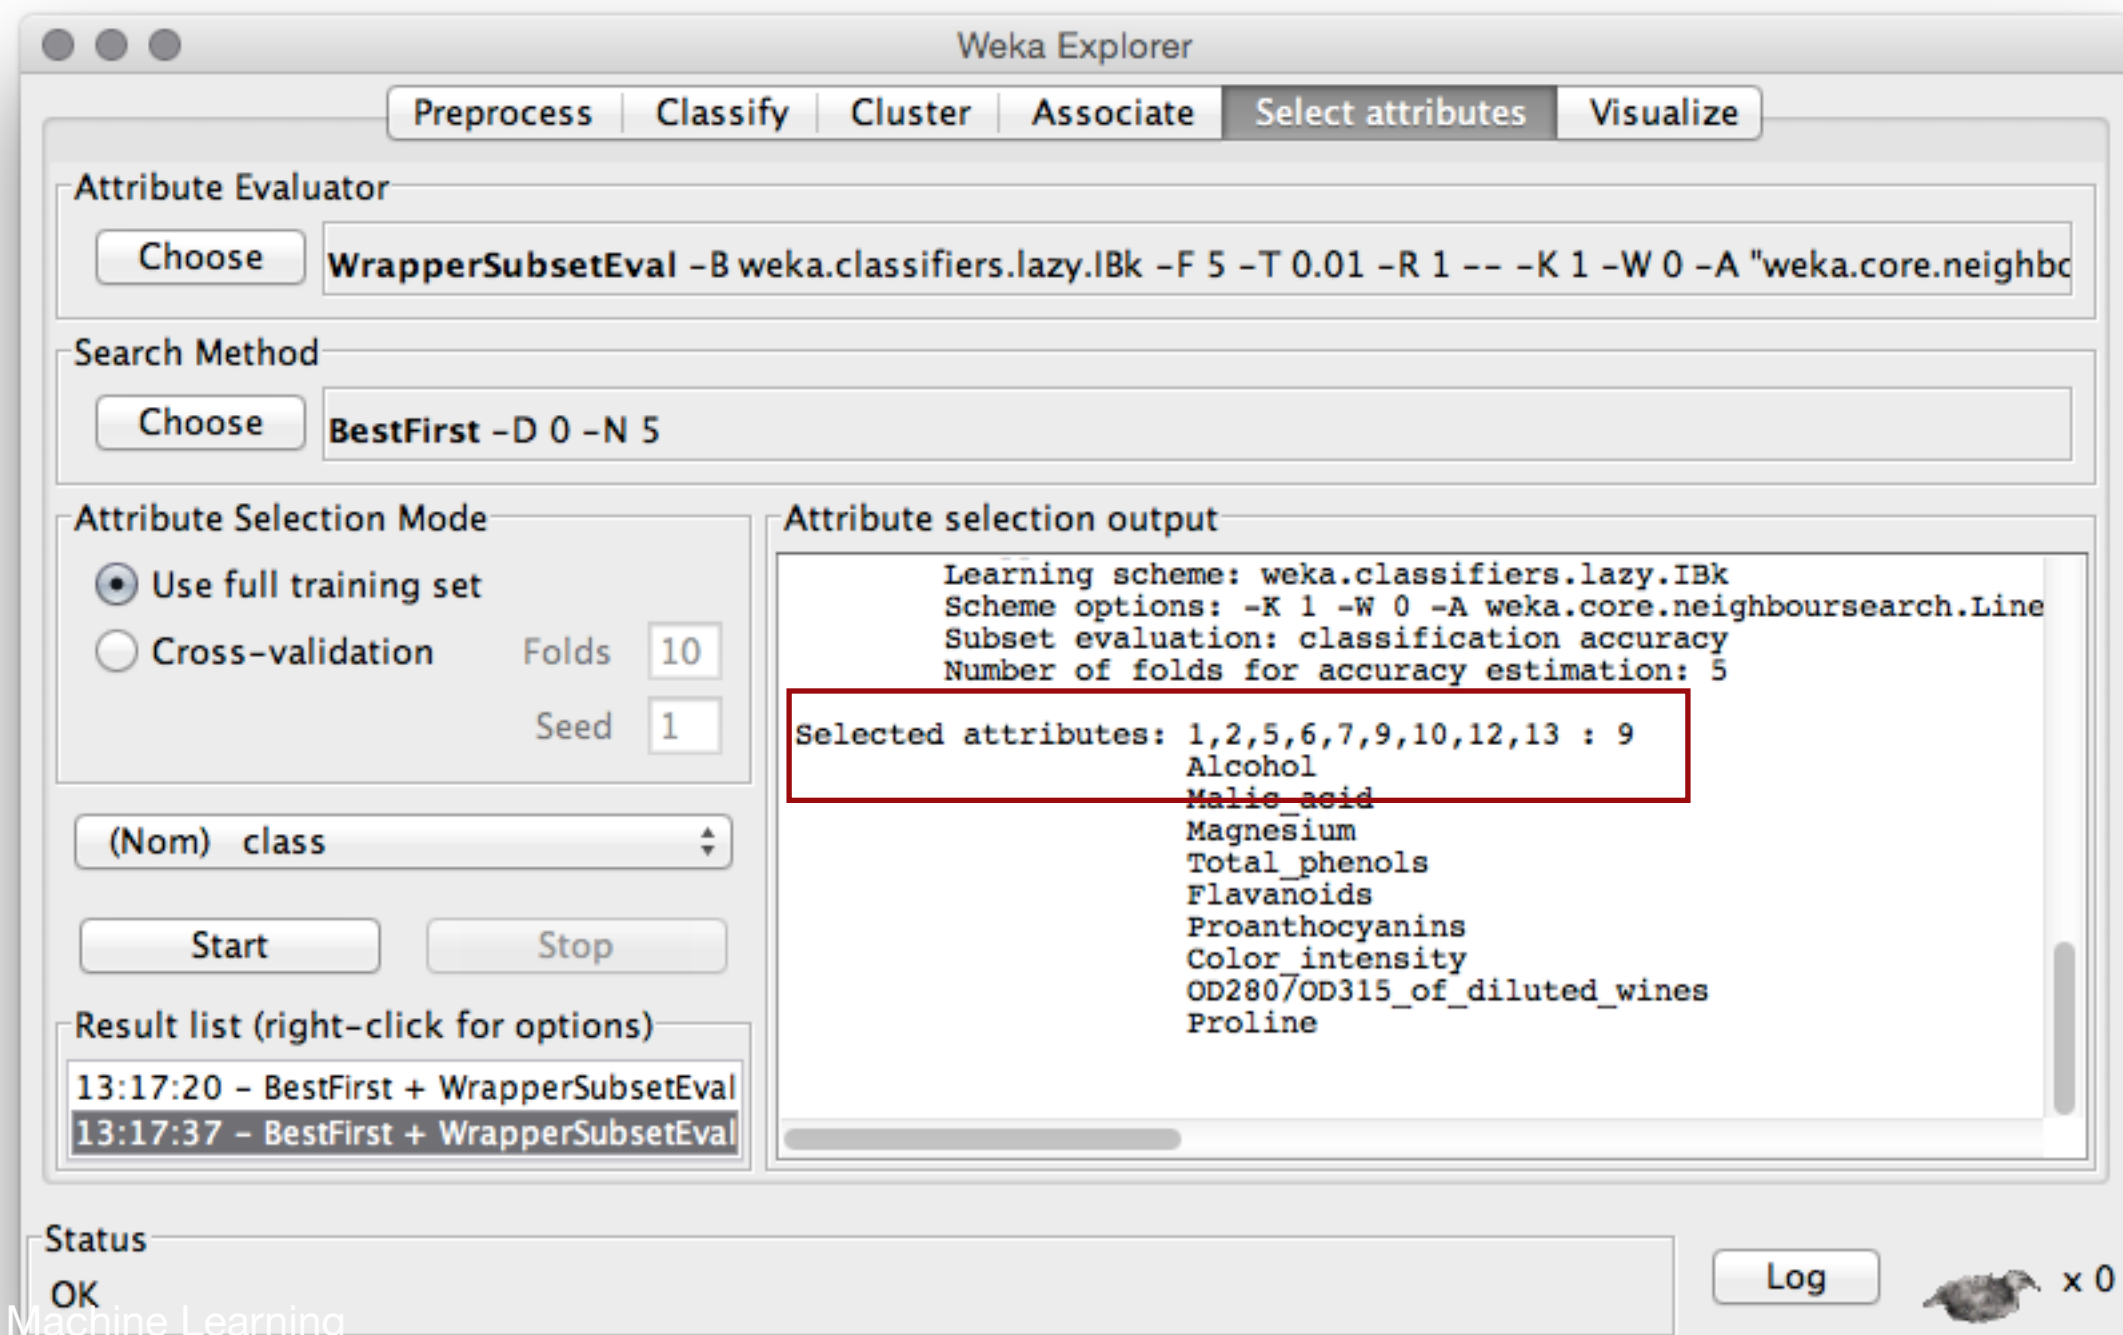 Weka Explorer
Preprocess Classify Cluster Associate Select attributes Visualize
Attribute Evaluator
Choose WrapperSubsetEval -B weka.classifiers.lazy.IBk -F 5 -T 0.01 -R 1 -- -K 1 -W 0 -A "weka.core.neighbo
Search Method
Choose BestFirst -D 0 -N 5
Attribute Selection Mode
Use full training set
Cross-validation Folds 10
Seed 1
(Nom) class
Start Stop
Result list (right-click for options)
13:17:20 - BestFirst + WrapperSubsetEval
13:17:37 - BestFirst + WrapperSubsetEval
Attribute selection output
Learning scheme: weka.classifiers.lazy.IBk
Scheme options: -K 1 -W 0 -A weka.core.neighboursearch.Line
Subset evaluation: classification accuracy
Number of folds for accuracy estimation: 5
Selected attributes: 1,2,5,6,7,9,10,12,13 : 9
Alcohol
Malic_acid
Magnesium
Total_phenols
Flavanoids
Proanthocyanins
Color_intensity
OD280/OD315_of_diluted_wines
Proline
Status
OK
Log x 0
Machine Learning